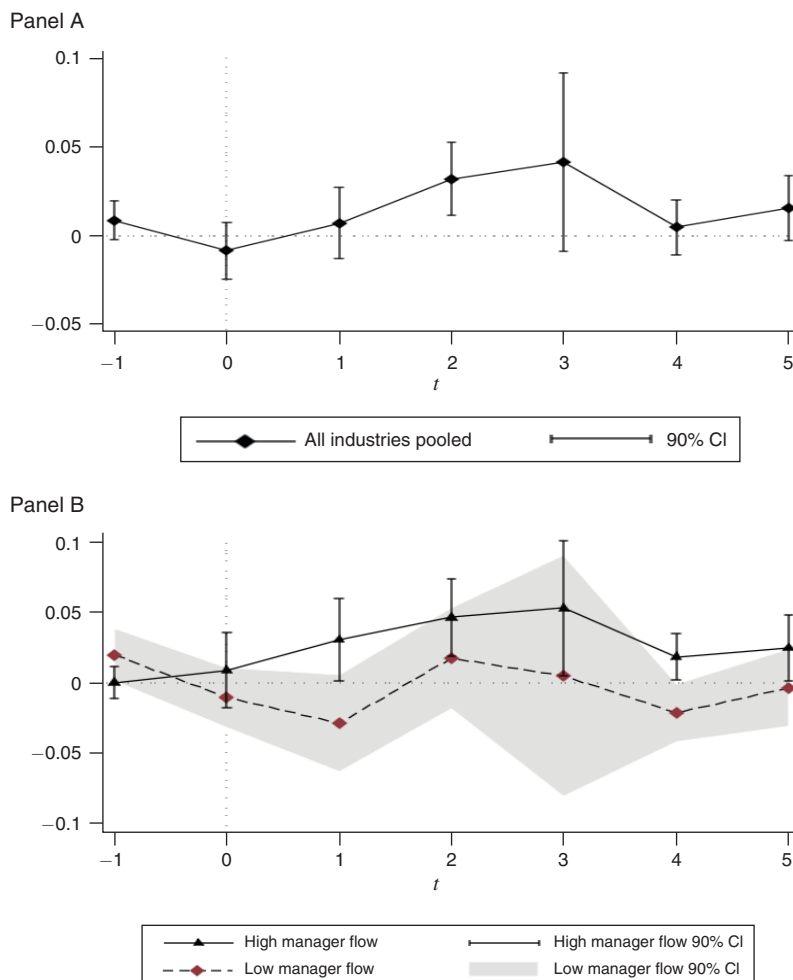 Panel A
0.1
0.05
0
−0.05
−1 0 1 2 3 4 5
t
All industries pooled 90% CI
Panel B
0.1
0.05
0
−0.05
−0.1
−1 0 1 2 3 4 5
t
High manager flow High manager flow 90% CI
Low manager flow Low manager flow 90% CI